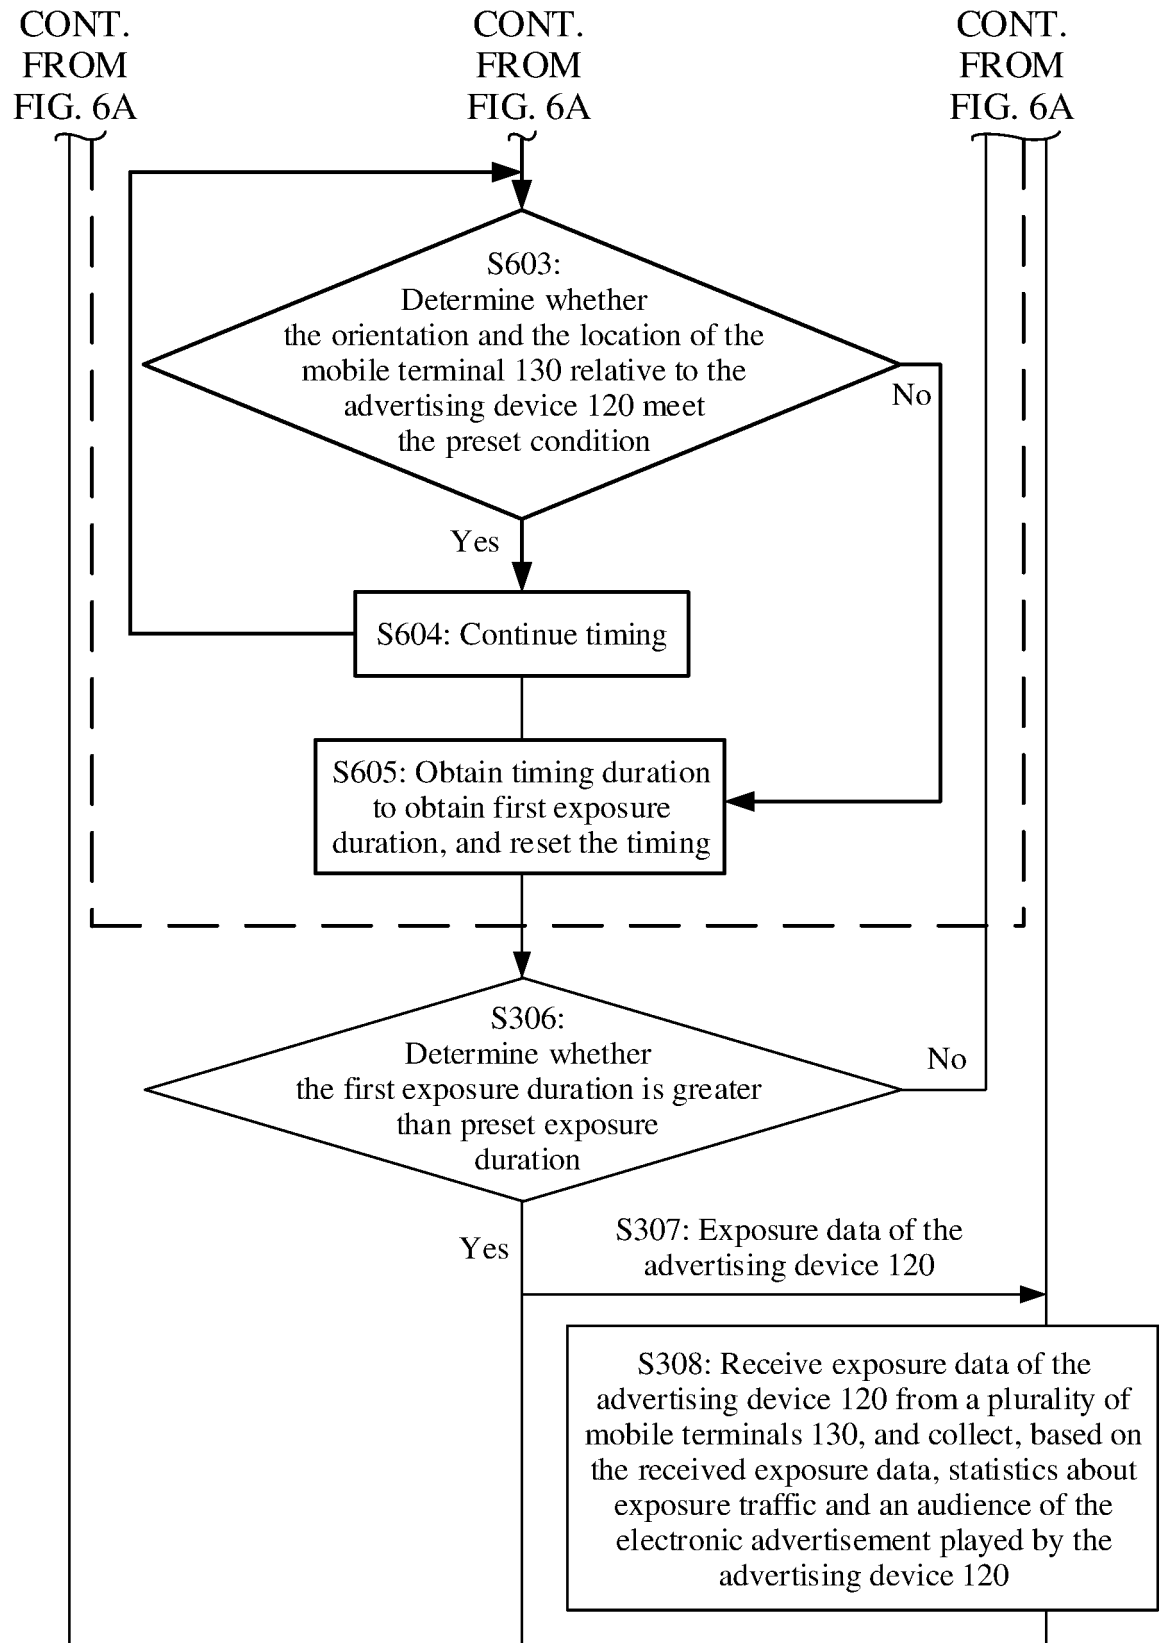 CONT.
FROM
FIG. 6A
CONT.
FROM
FIG. 6A
CONT.
FROM
FIG. 6A
S603:
Determine whether
the orientation and the location of the
mobile terminal 130 relative to the
advertising device 120 meet
the preset condition
No
Yes
S604: Continue timing
S605: Obtain timing duration
to obtain first exposure
duration, and reset the timing
S306:
Determine whether
the first exposure duration is greater
than preset exposure
duration
No
Yes
S307: Exposure data of the
advertising device 120
S308: Receive exposure data of the
advertising device 120 from a plurality of
mobile terminals 130, and collect, based on
the received exposure data, statistics about
exposure traffic and an audience of the
electronic advertisement played by the
advertising device 120